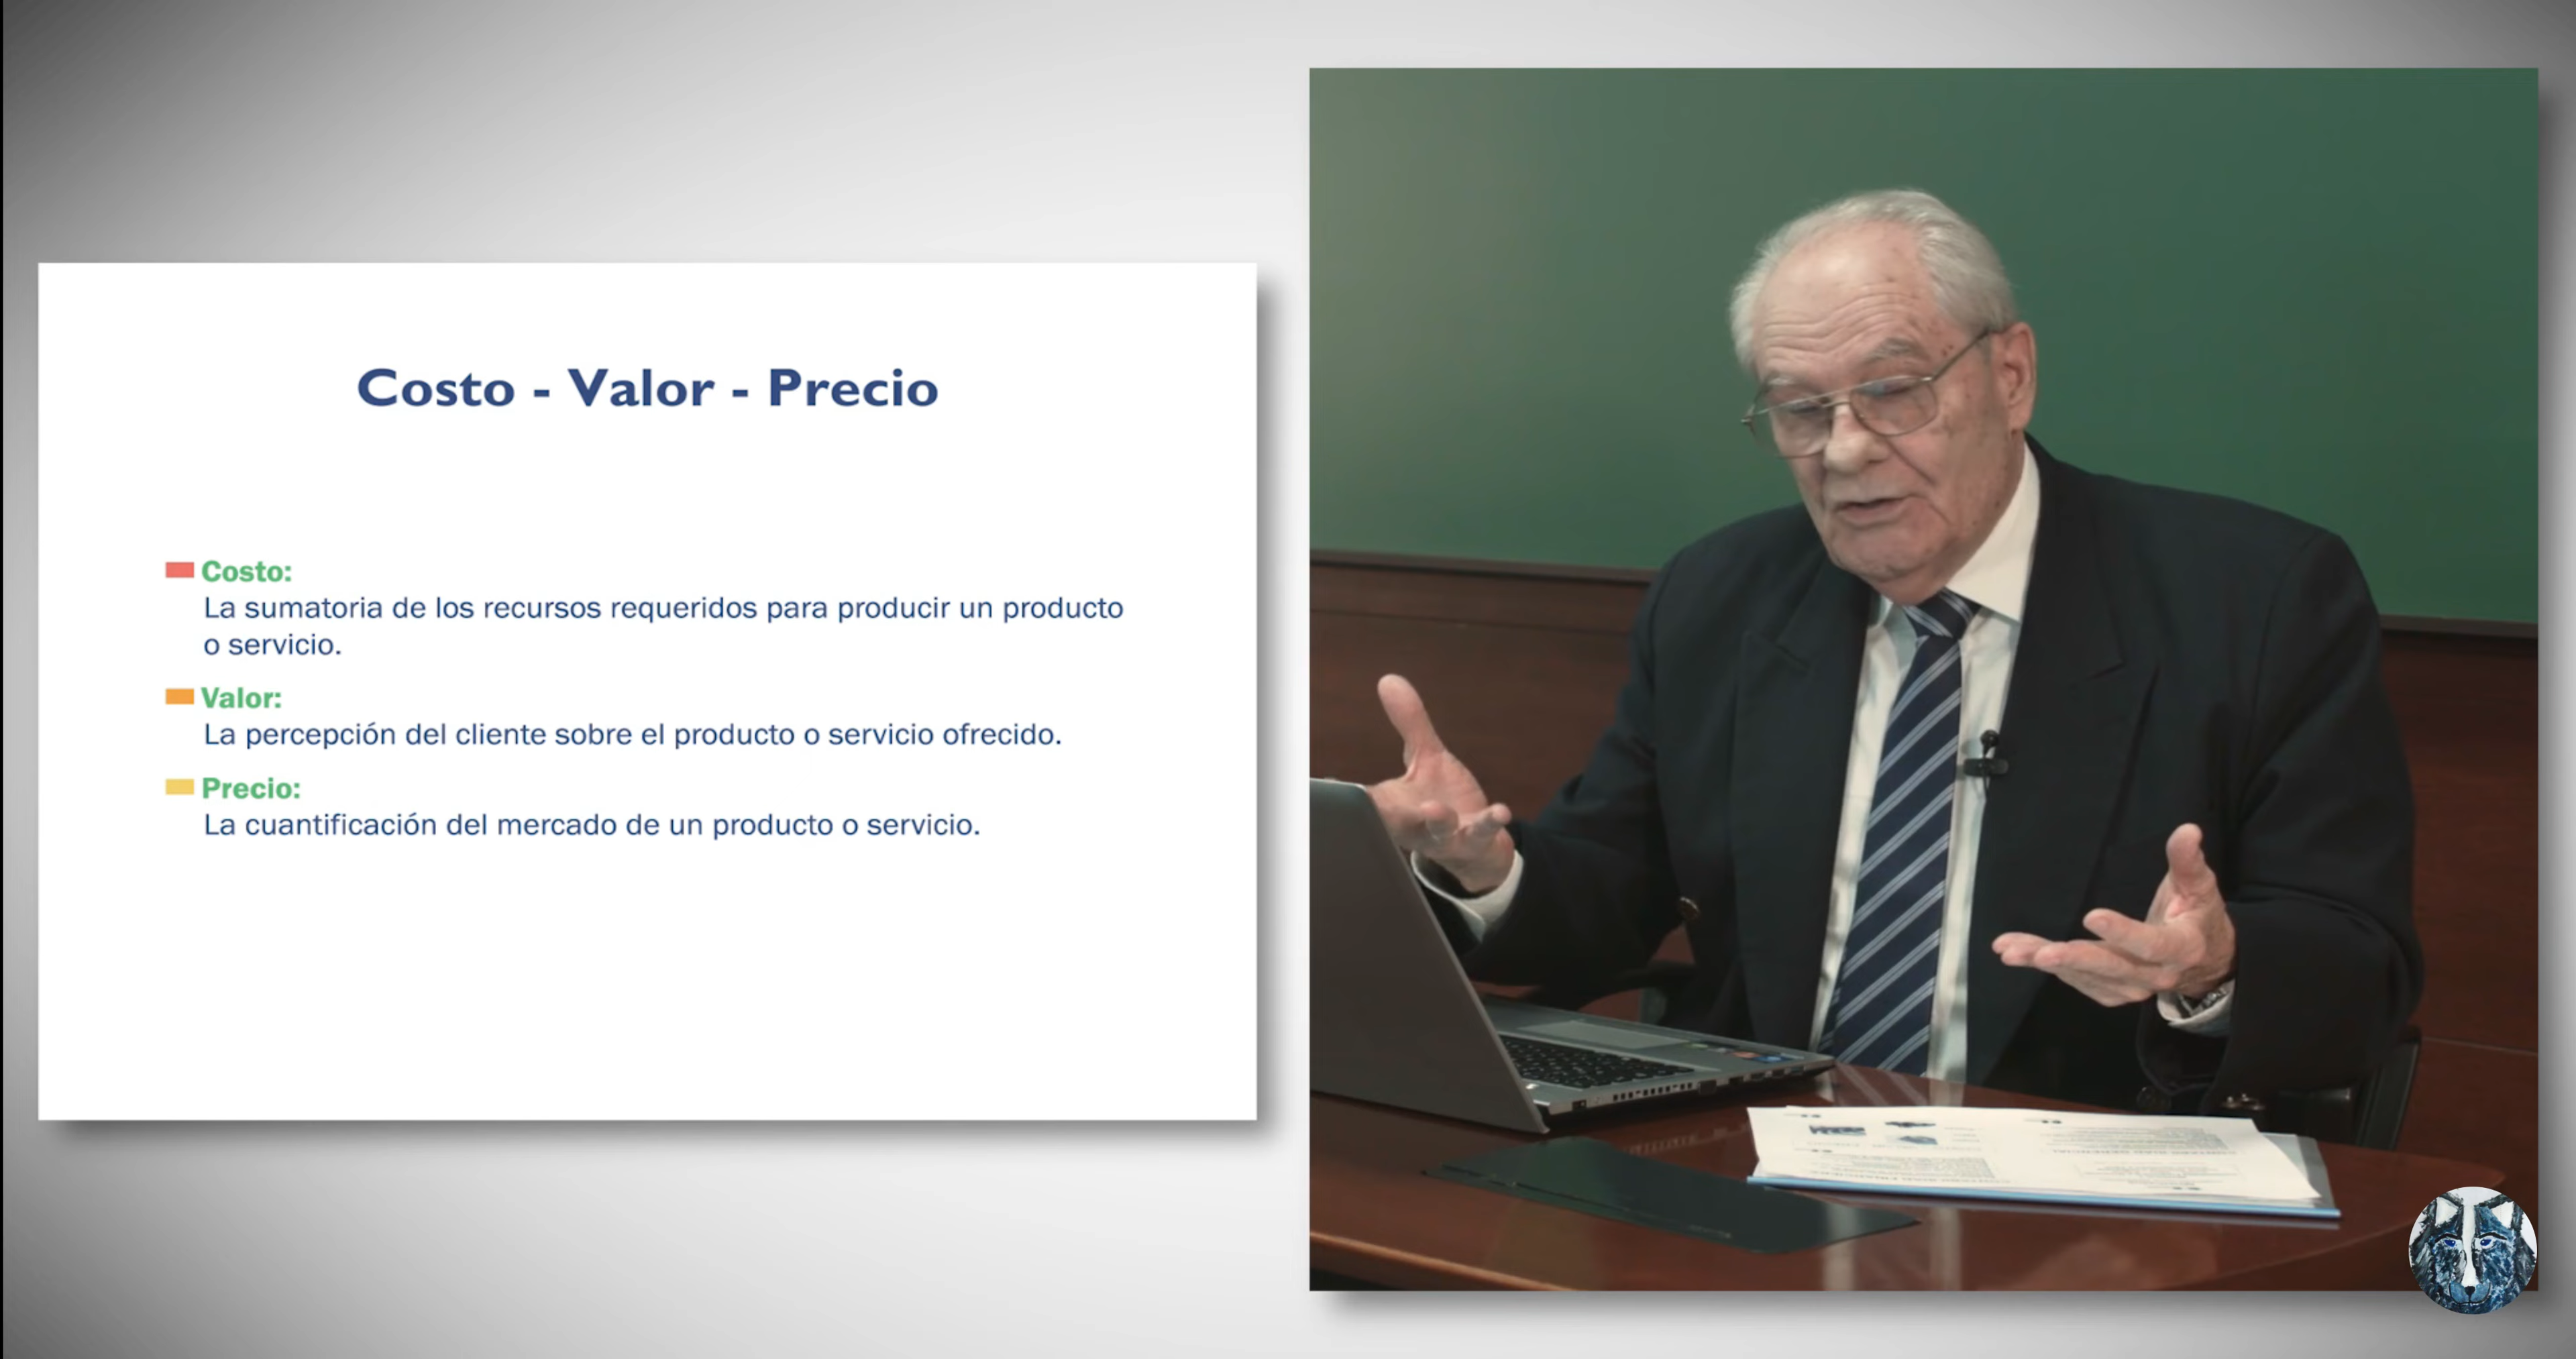 Costo - Valor - Precio
Costo:
La sumatoria de los recursos requeridos para producir un producto
o servicio.
Valor:
La percepción del cliente sobre el producto o servicio ofrecido.
Precio:
La cuantificación del mercado de un producto o servicio.